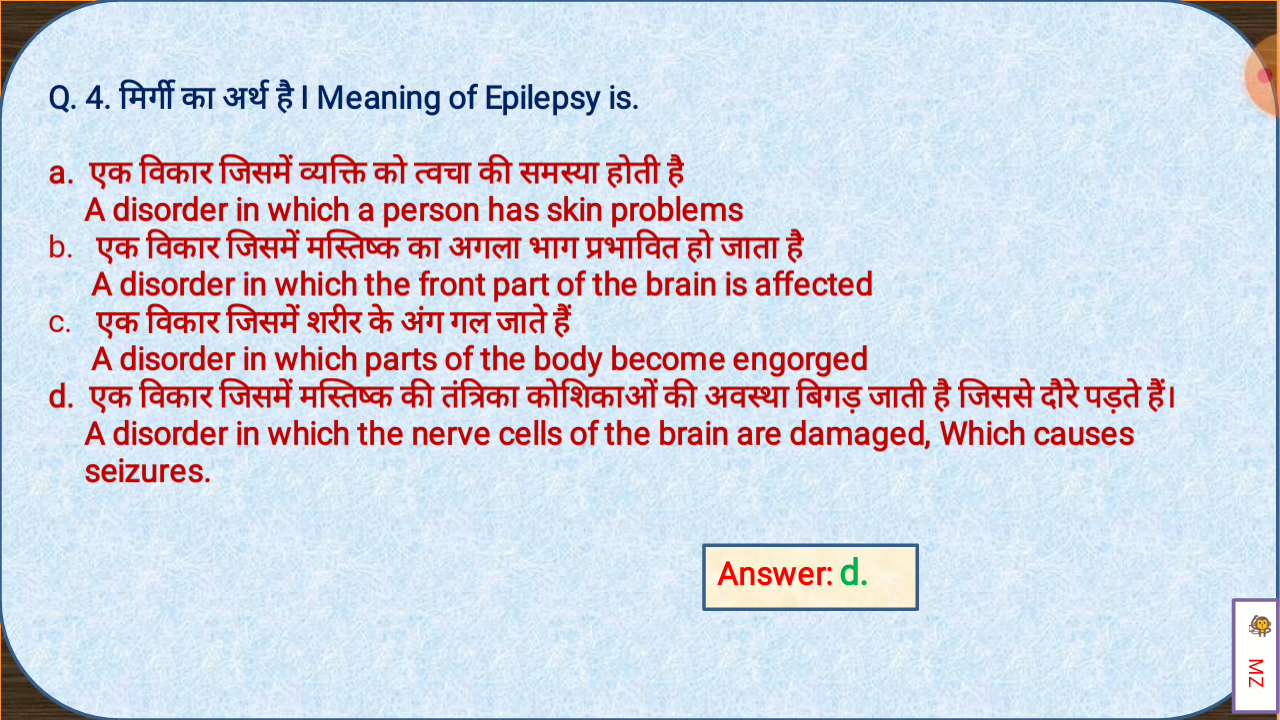 Q. 4. मिर्गी का अर्थ है I Meaning of Epilepsy is.
a. एक विकार जिसमें व्यक्ति को त्वचा की समस्या होती है
A disorder in which a person has skin problems
b. एक विकार जिसमें मस्तिष्क का अगला भाग प्रभावित हो जाता है
A disorder in which the front part of the brain is affected
c. एक विकार जिसमें शरीर के अंग गल जाते हैं
A disorder in which parts of the body become engorged
d. एक विकार जिसमें मस्तिष्क की तंत्रिका कोशिकाओं की अवस्था बिगड़ जाती है जिससे दौरे पड़ते हैं।
A disorder in which the nerve cells of the brain are damaged, Which causes
seizures.
Answer: d.
MZ